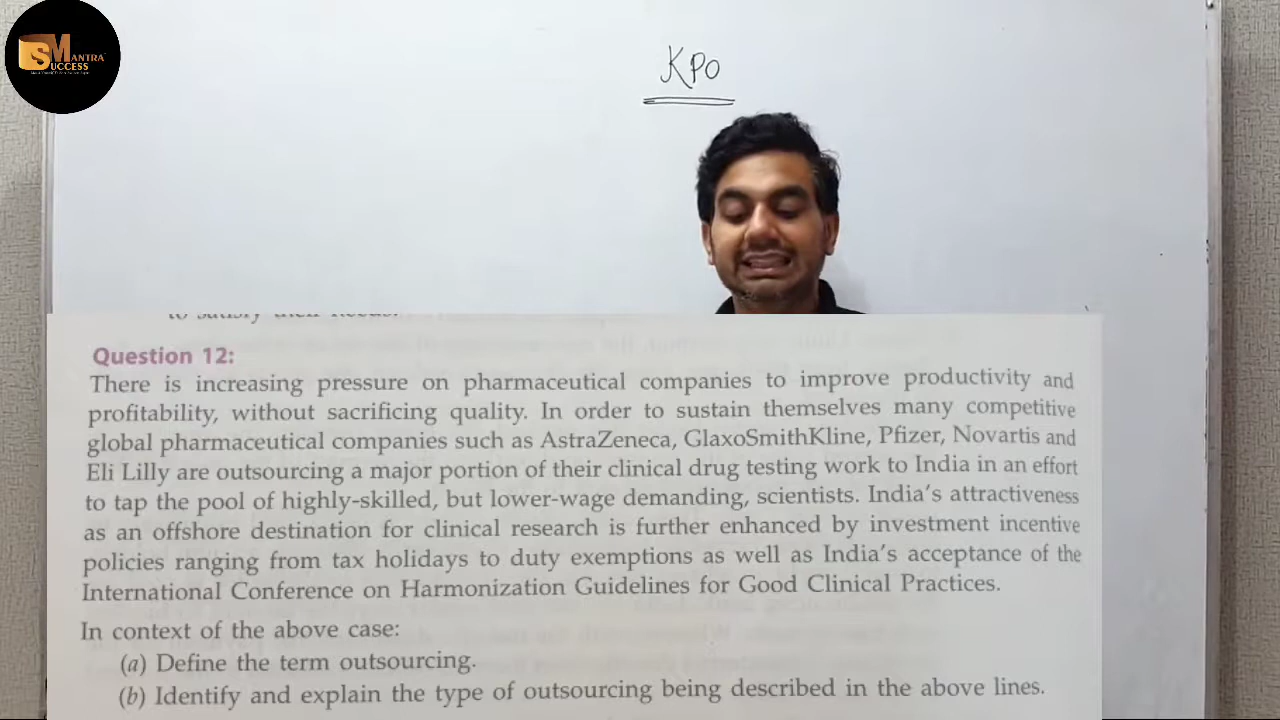 MANTRA
SUCCESS
KPO
to satisfy their needs.
Question 12:
There is increasing pressure on pharmaceutical companies to improve productivity and
profitability, without sacrificing quality. In order to sustain themselves many competitive
global pharmaceutical companies such as AstraZeneca, GlaxoSmithKline, Pfizer, Novartis and
Eli Lilly are outsourcing a major portion of their clinical drug testing work to India in an effort
to tap the pool of highly-skilled, but lower-wage demanding, scientists. India's attractiveness
as an offshore destination for clinical research is further enhanced by investment incentive
policies ranging from tax holidays to duty exemptions as well as India's acceptance of the
International Conference on Harmonization Guidelines for Good Clinical Practices.
In context of the above case:
(a) Define the term outsourcing.
(b) Identify and explain the type of outsourcing being described in the above lines.